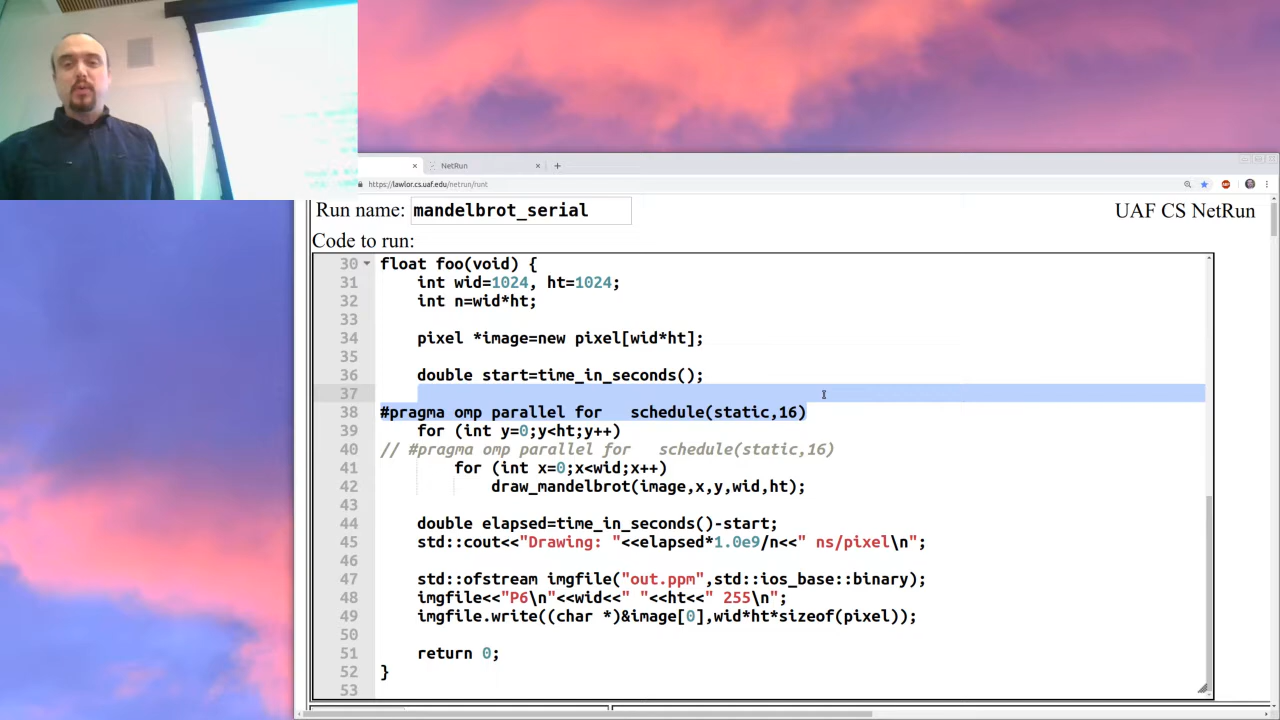 NetRun
https://lawlor.cs.uaf.edu/netrun/runt
Run name: mandelbrot_serial
UAF CS NetRun
Code to run:
30 float foo(void) {
31 int wid=1024, ht=1024;
32 int n=wid*ht;
33
34 pixel *image=new pixel[wid*ht];
35
36 double start=time_in_seconds();
37
38 #pragma omp parallel for   schedule(static,16)
39 for (int y=0;y<ht;y++)
40 // #pragma omp parallel for   schedule(static,16)
41 for (int x=0;x<wid;x++)
42 draw_mandelbrot(image,x,y,wid,ht);
43
44 double elapsed=time_in_seconds()-start;
45 std::cout<<"Drawing: "<<elapsed*1.0e9/n<<" ns/pixel\n";
46
47 std::ofstream imgfile("out.ppm",std::ios_base::binary);
48 imgfile<<"P6\n"<<wid<<" "<<ht<<" 255\n";
49 imgfile.write((char *)&image[0],wid*ht*sizeof(pixel));
50
51 return 0;
52 }
53